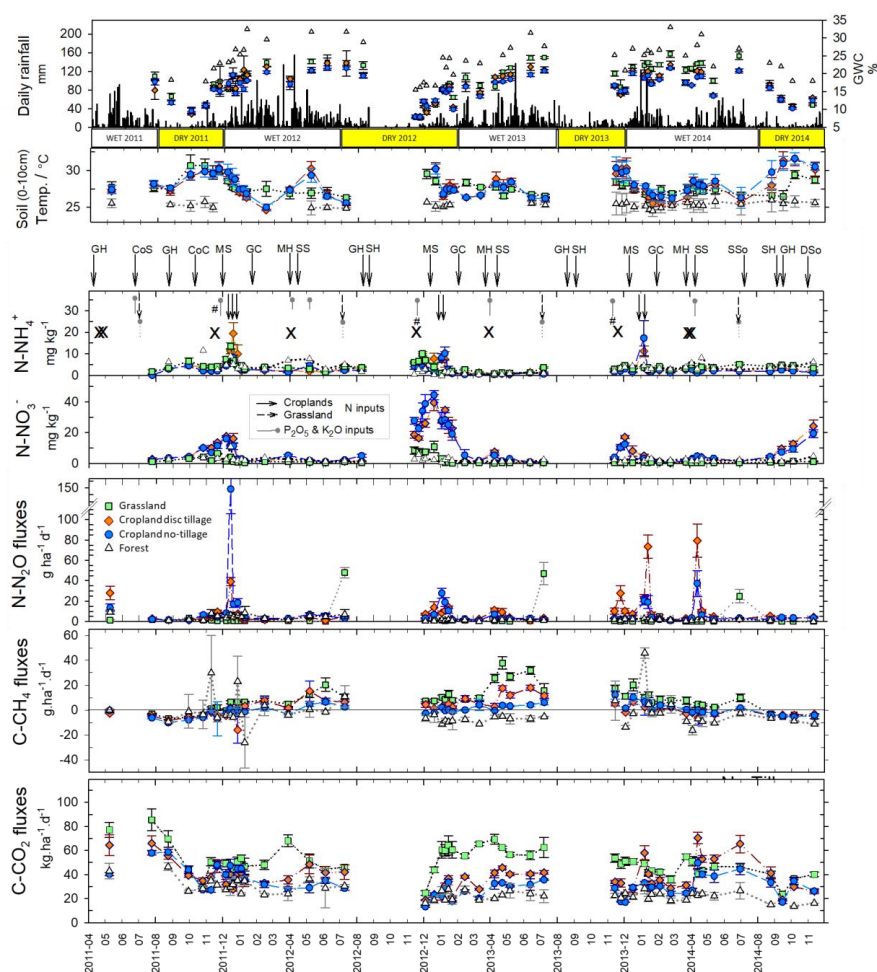 200
160
120
80
40
0
Daily rainfall
mm
35
30
25
20
15
10
5
GWC
%
WET 2011 DRY 2011 WET 2012 DRY 2012 WET 2013 DRY 2013 WET 2014 DRY 2014
30
25
Soil (0-10cm)
Temp. / °C
GH CoS GH CoC MS GC MH SS GH SH MS GC MH SS GH SH MS GC MH SS SSo SH GH DSo
40
30
20
10
0
N-NH₄⁺
mg kg⁻¹
# # #
X X X X X X X
40
20
0
N-NO₃⁻
mg kg⁻¹
Croplands
Grassland
N inputs
P₂O₅ & K₂O inputs
150
100
80
60
40
20
0
N-N₂O fluxes
g ha⁻¹ d⁻¹
Grassland
Cropland disc tillage
Cropland no-tillage
Forest
60
40
20
0
-20
-40
C-CH₄ fluxes
g.ha⁻¹.d⁻¹
100
80
60
40
20
0
C-CO₂ fluxes
kg.ha⁻¹.d⁻¹
2011-04 05 06 07 2011-08 09 10 11 2011-12 01 02 03 2012-04 05 06 07 2012-08 09 10 11 2012-12 01 02 03 2013-04 05 06 07 2013-08 09 10 11 2013-12 01 02 03 2014-04 05 06 07 2014-08 09 10 11